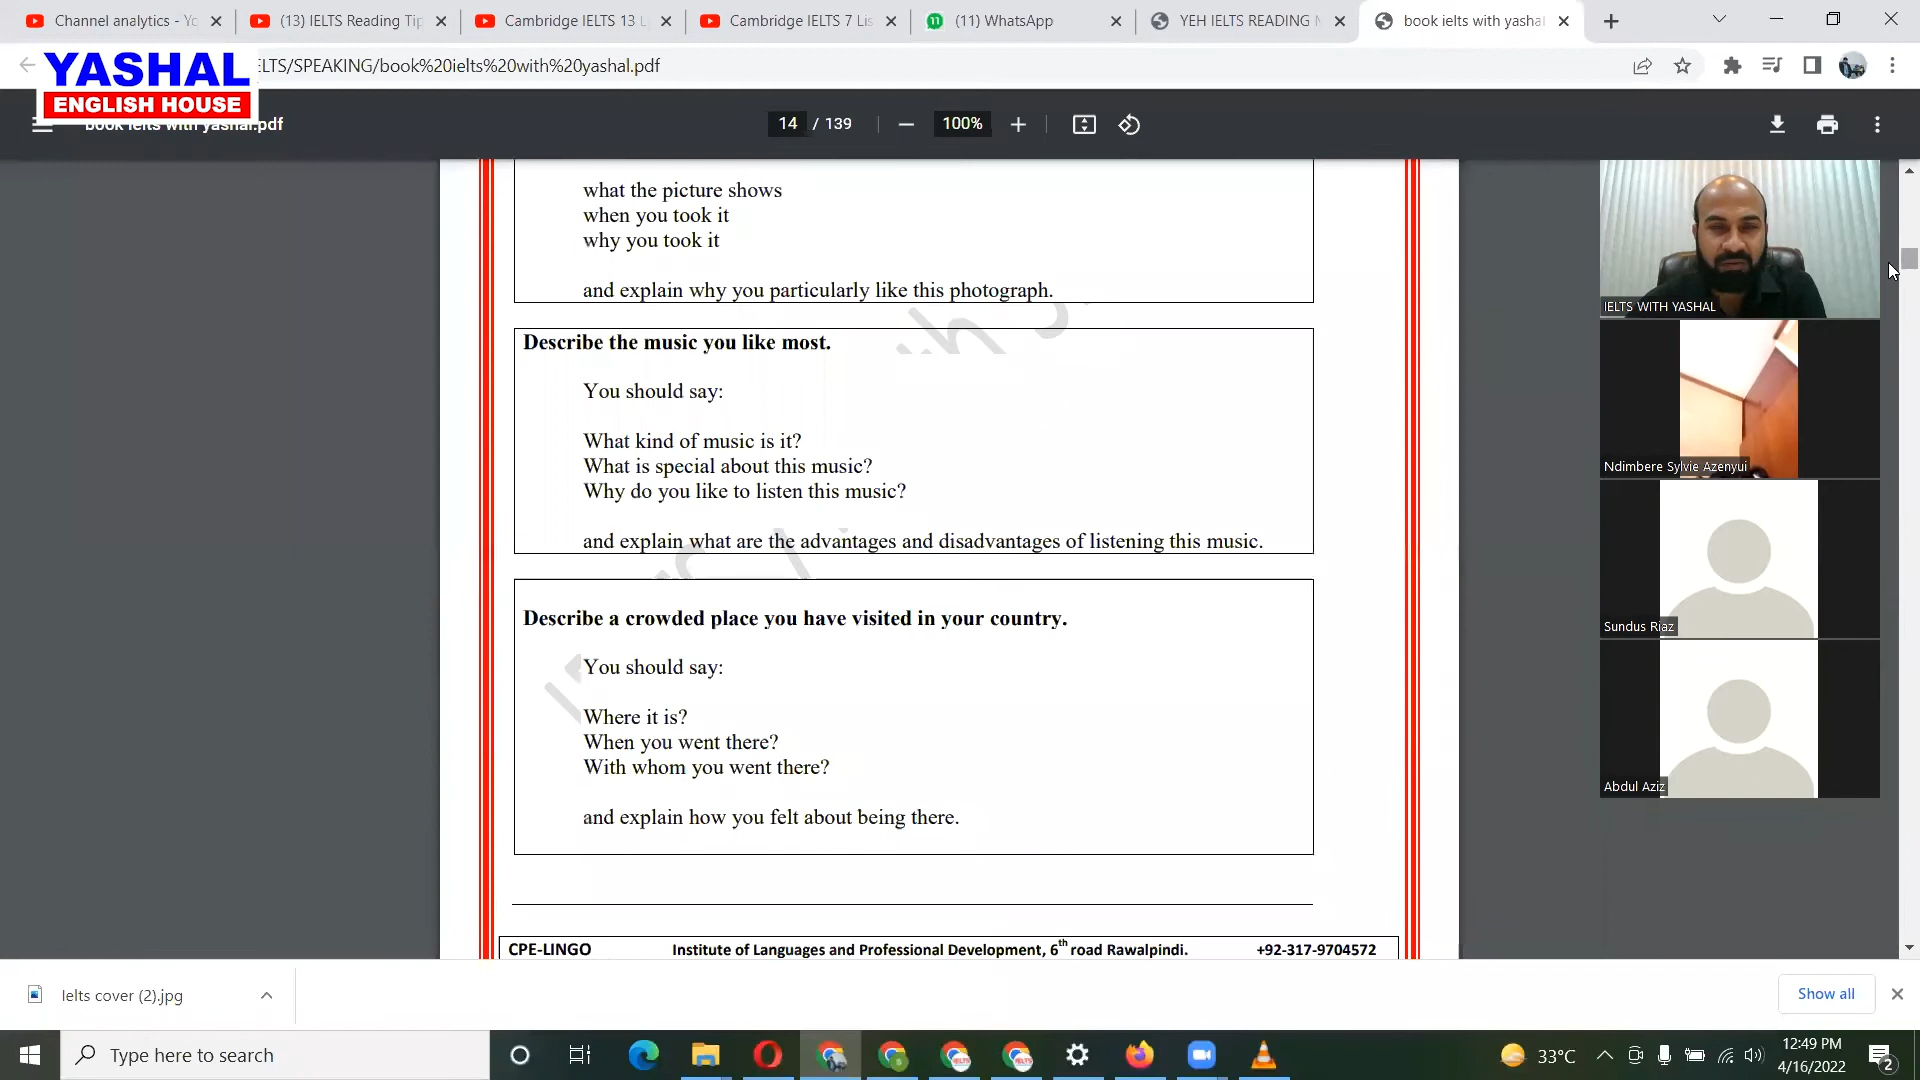 Channel analytics - Yo
(13) IELTS Reading Tip
Cambridge IELTS 13 L
Cambridge IELTS 7 Lis
(11) WhatsApp
YEH IELTS READING
book ielts with yashal
YASHAL
ENGLISH HOUSE
ELTS/SPEAKING/book%20ielts%20with%20yashal.pdf
book ielts with yashal.pdf
14 / 139
100%
what the picture shows
when you took it
why you took it
and explain why you particularly like this photograph.
Describe the music you like most.
You should say:
What kind of music is it?
What is special about this music?
Why do you like to listen this music?
and explain what are the advantages and disadvantages of listening this music.
Describe a crowded place you have visited in your country.
You should say:
Where it is?
When you went there?
With whom you went there?
and explain how you felt about being there.
CPE-LINGO Institute of Languages and Professional Development, 6th road Rawalpindi. +92-317-9704572
IELTS WITH YASHAL
Ndimbere Sylvie Azenyui
Sundus Riaz
Abdul Aziz
Ielts cover (2).jpg
Show all
Type here to search
33°C
12:49 PM
4/16/2022
2